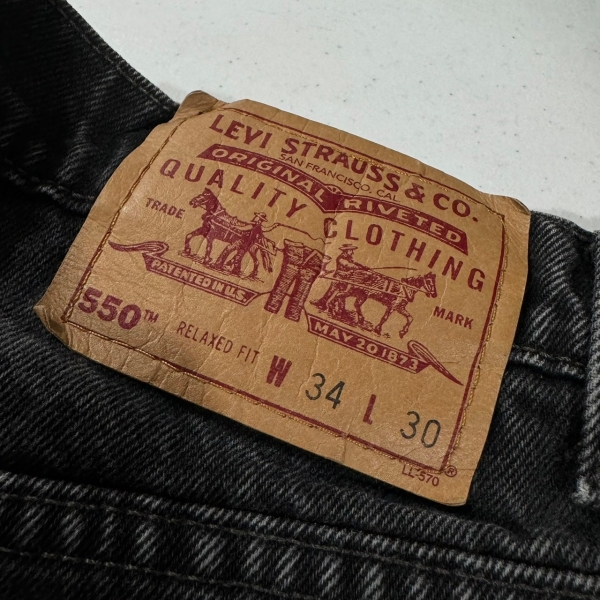 LEVI STRAUSS & CO.
SAN FRANCISCO, CAL
ORIGINAL RIVETED
QUALITY CLOTHING
TRADE MARK
PATENTED IN U.S.
MAY 20 1873
550™ RELAXED FIT W 34 L 30
®
LL-570